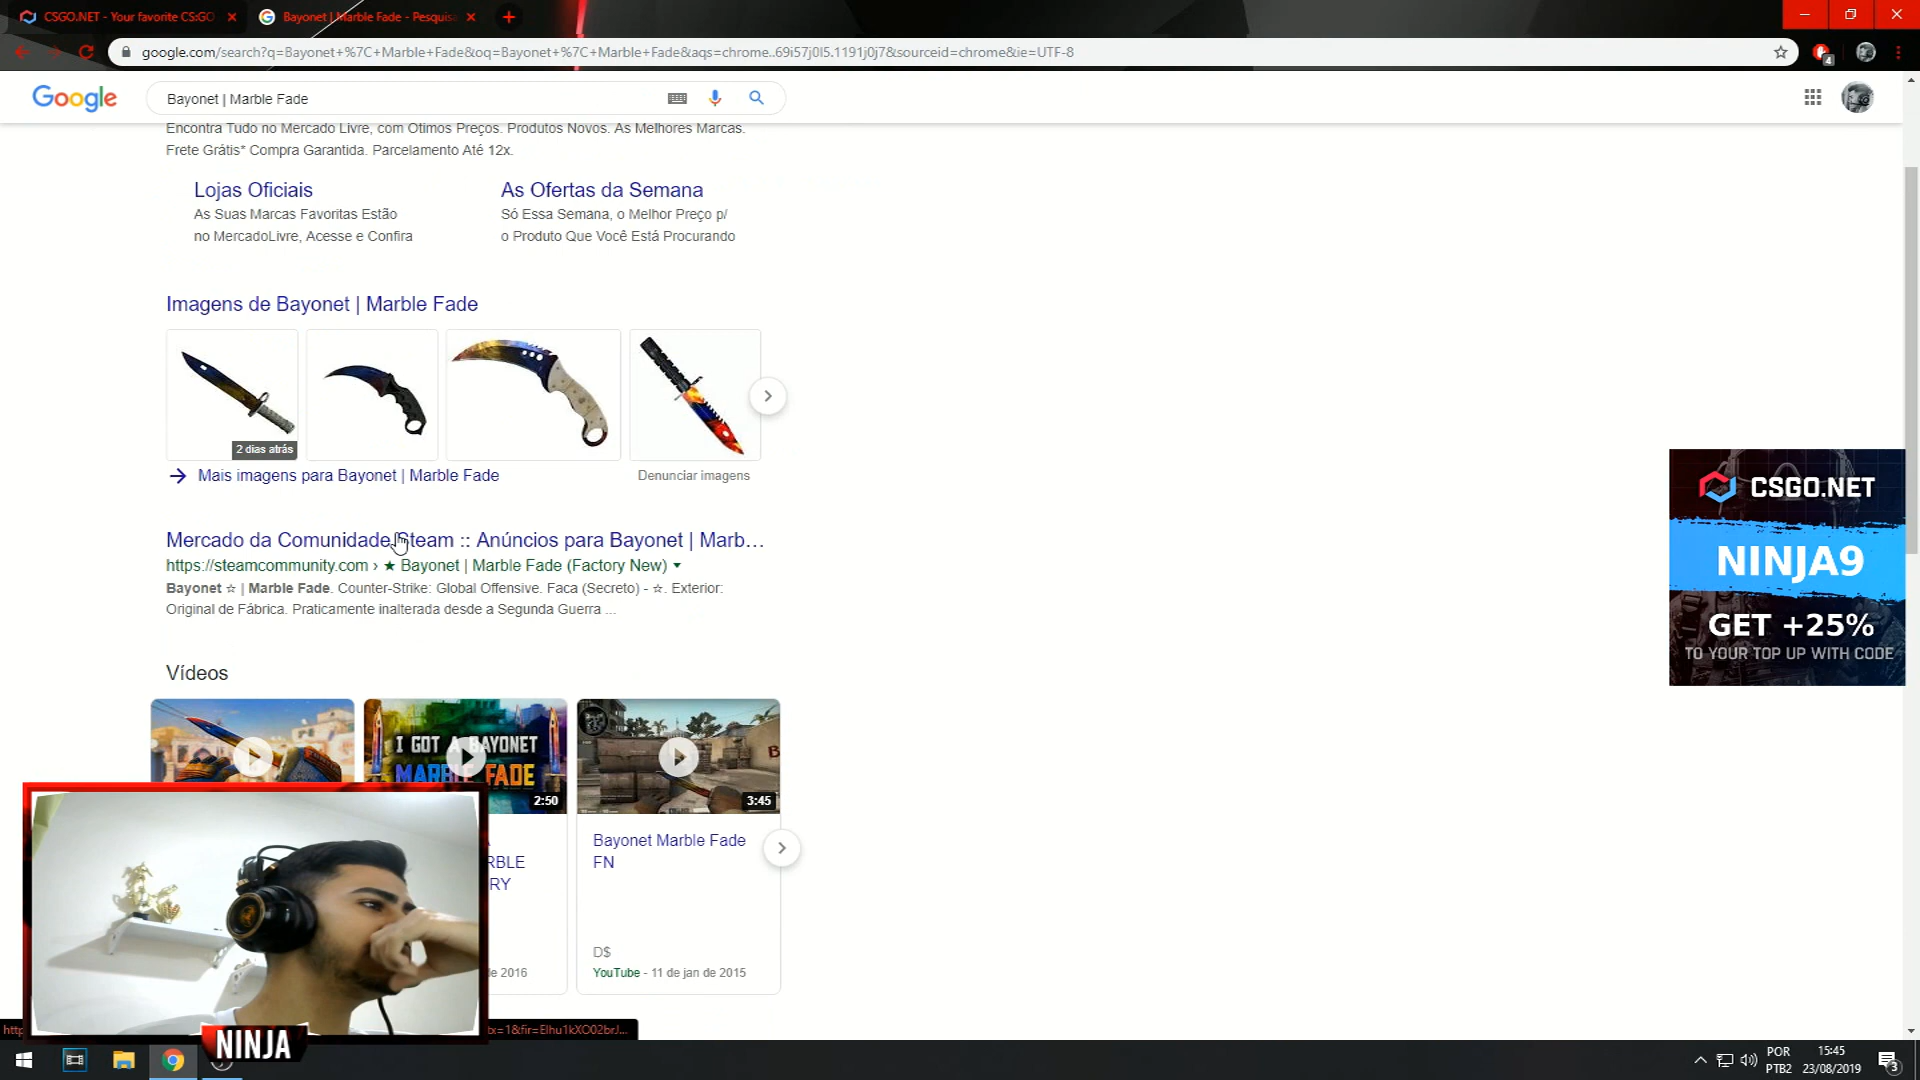 CSGO.NET - Your favorite CS:GO
Bayonet | Marble Fade - Pesquisa
google.com/search?q=Bayonet+%7C+Marble+Fade&oq=Bayonet+%7C+Marble+Fade&aqs=chrome..69i57j0l5.1191j0j7&sourceid=chrome&ie=UTF-8
4
Google
Bayonet | Marble Fade
Encontra Tudo no Mercado Livre, com Otimos Preços. Produtos Novos. As Melhores Marcas.
Frete Grátis* Compra Garantida. Parcelamento Até 12x.
Lojas Oficiais
As Suas Marcas Favoritas Estão
no MercadoLivre, Acesse e Confira
As Ofertas da Semana
Só Essa Semana, o Melhor Preço p/
o Produto Que Você Está Procurando
Imagens de Bayonet | Marble Fade
2 dias atrás
Mais imagens para Bayonet | Marble Fade
Denunciar imagens
Mercado da Comunidade Steam :: Anúncios para Bayonet | Marb...
https://steamcommunity.com › ★ Bayonet | Marble Fade (Factory New)
Bayonet ☆ | Marble Fade. Counter-Strike: Global Offensive. Faca (Secreto) - ☆. Exterior:
Original de Fábrica. Praticamente inalterada desde a Segunda Guerra ...
Vídeos
I GOT A BAYONET
MARBLE FADE
2:50
3:45
RBLE
RY
de 2016
Bayonet Marble Fade
FN
D$
YouTube - 11 de jan de 2015
CSGO.NET
NINJA9
GET +25%
TO YOUR TOP UP WITH CODE
NINJA
POR
PTB2
15:45
23/08/2019
3